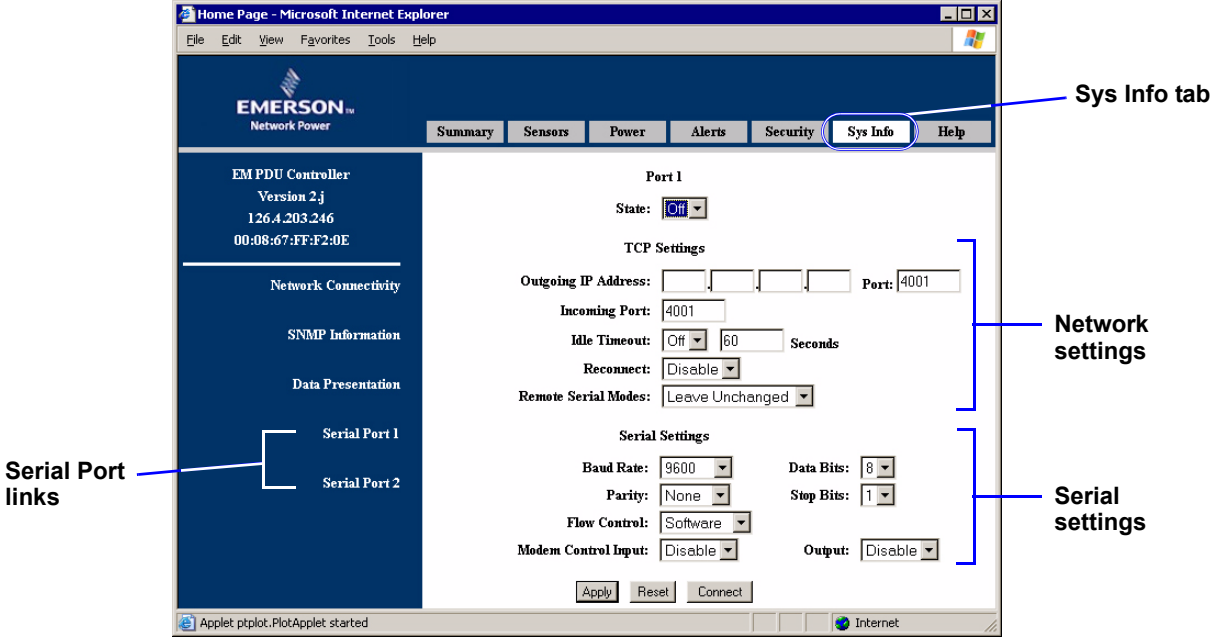 Home Page - Microsoft Internet Explorer
File Edit View Favorites Tools Help
EMERSON™
Network Power
Summary Sensors Power Alerts Security Sys Info Help
Sys Info tab
EM PDU Controller
Version 2.j
126.4.203.246
00:08:67:FF:F2:0E
Network Connectivity
SNMP Information
Data Presentation
Serial Port 1
Serial Port 2
Serial Port
links
Port 1
State: Off
TCP Settings
Outgoing IP Address: . . . Port: 4001
Incoming Port: 4001
Idle Timeout: Off 60 Seconds
Reconnect: Disable
Remote Serial Modes: Leave Unchanged
Network
settings
Serial Settings
Baud Rate: 9600 Data Bits: 8
Parity: None Stop Bits: 1
Flow Control: Software
Modem Control Input: Disable Output: Disable
Serial
settings
Apply Reset Connect
Applet ptplot.PlotApplet started Internet